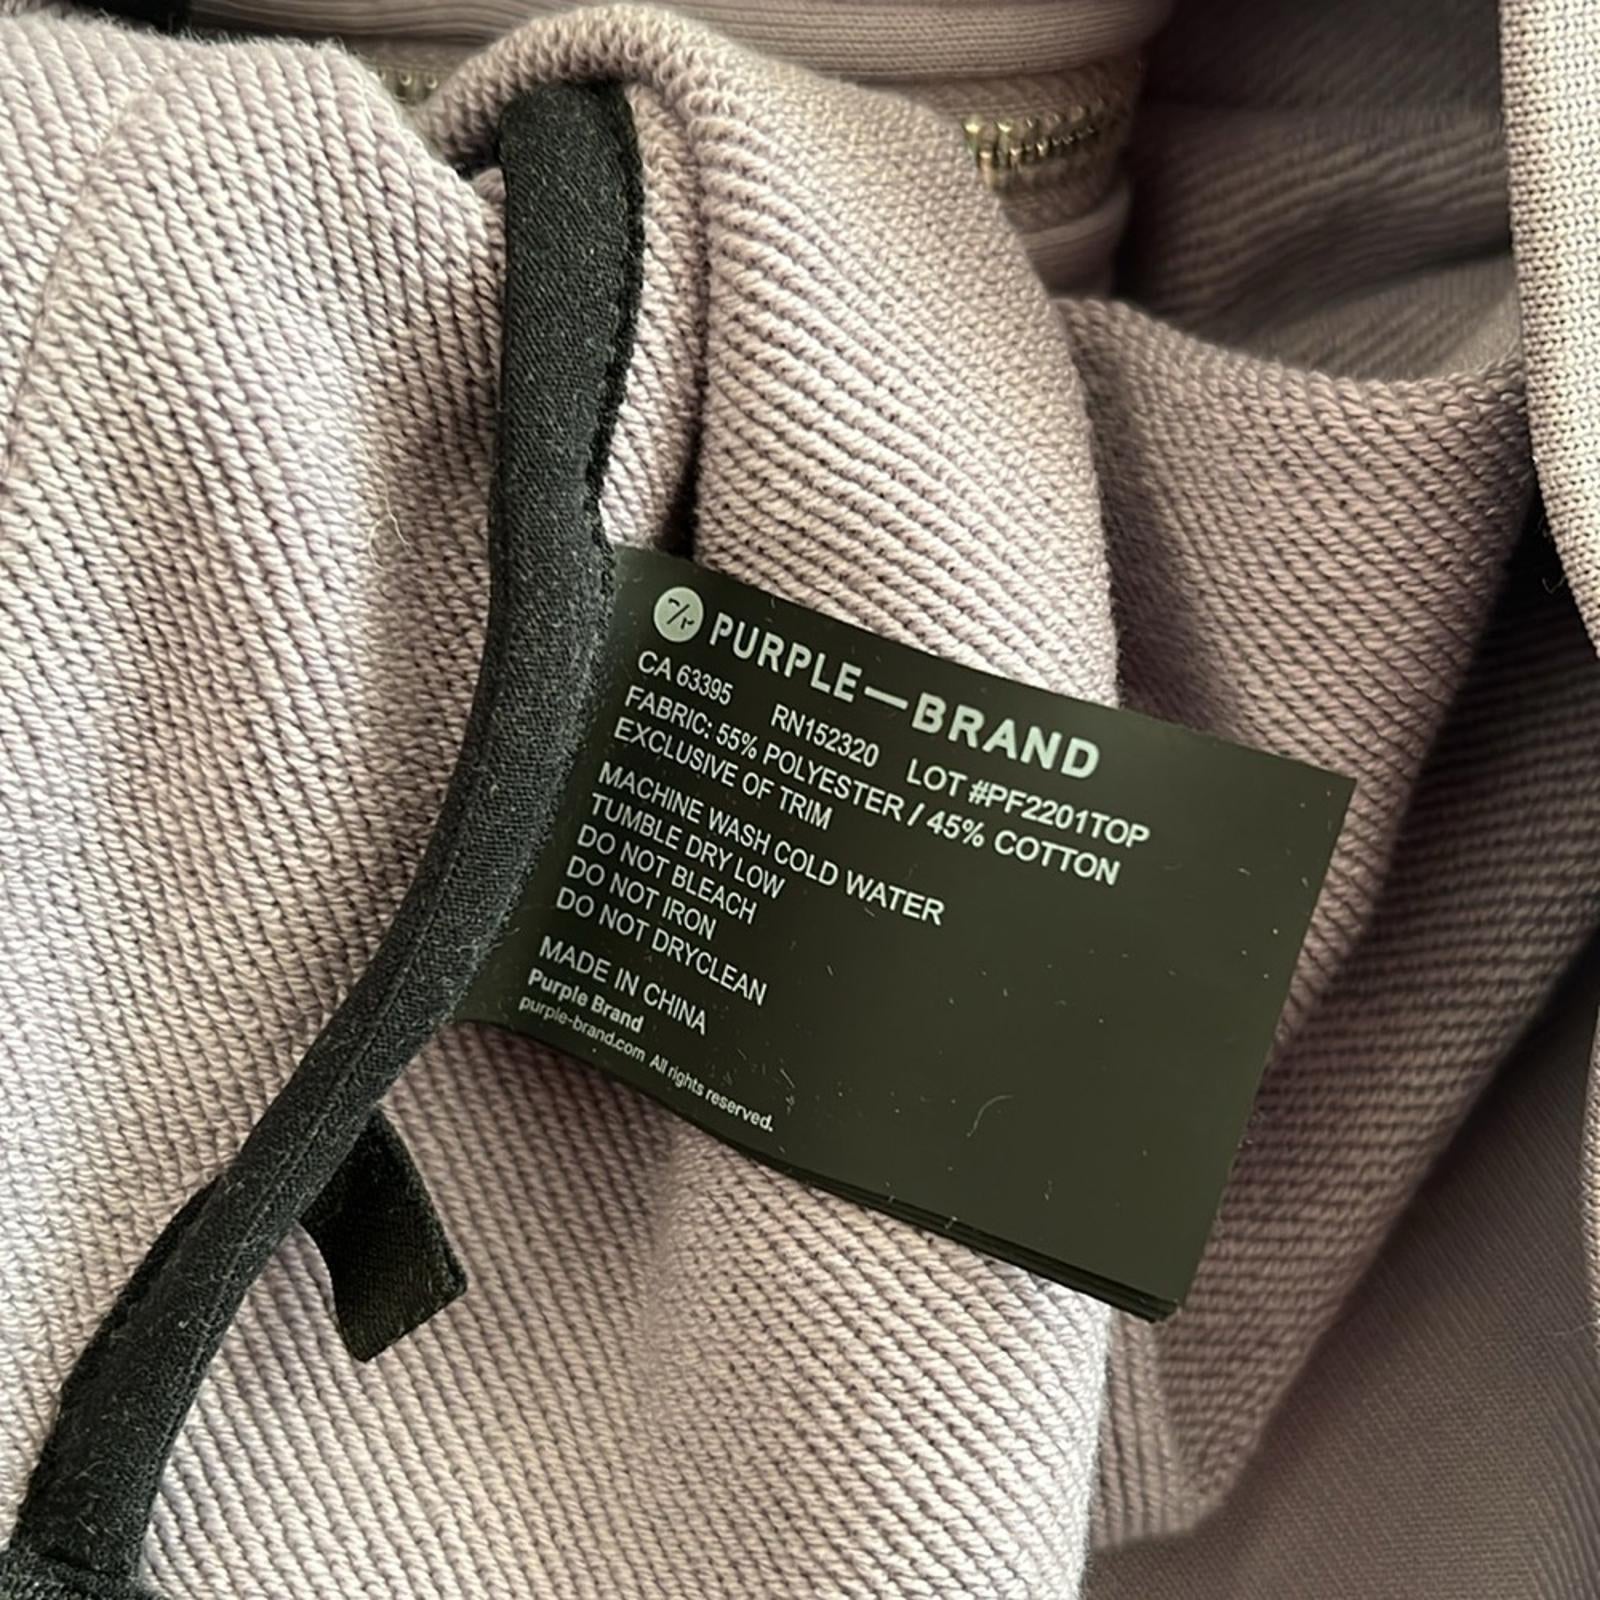 PURPLE—BRAND
CA 63395 RN152320 LOT #PF2201TOP
FABRIC: 55% POLYESTER / 45% COTTON
EXCLUSIVE OF TRIM
MACHINE WASH COLD WATER
TUMBLE DRY LOW
DO NOT BLEACH
DO NOT IRON
DO NOT DRYCLEAN
MADE IN CHINA
Purple Brand
purple-brand.com All rights reserved.